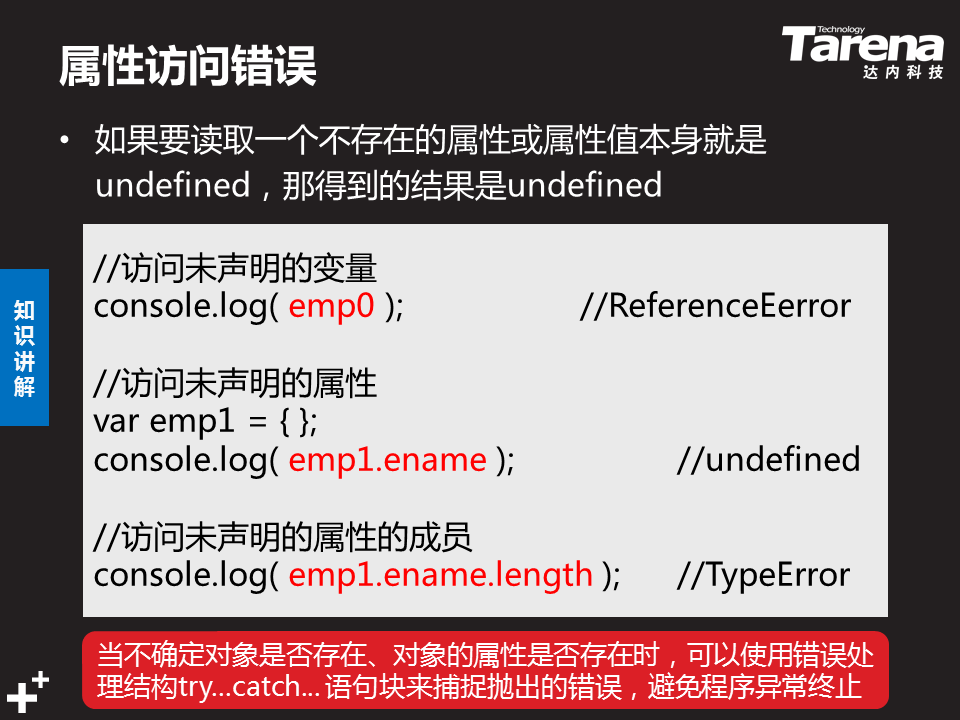 属性访问错误
Technology
Tarena
达内科技
• 如果要读取一个不存在的属性或属性值本身就是
undefined，那得到的结果是undefined
知识讲解
//访问未声明的变量
console.log( emp0 ); //ReferenceEerror
//访问未声明的属性
var emp1 = { };
console.log( emp1.ename ); //undefined
//访问未声明的属性的成员
console.log( emp1.ename.length ); //TypeError
当不确定对象是否存在、对象的属性是否存在时，可以使用错误处
理结构try...catch... 语句块来捕捉抛出的错误，避免程序异常终止